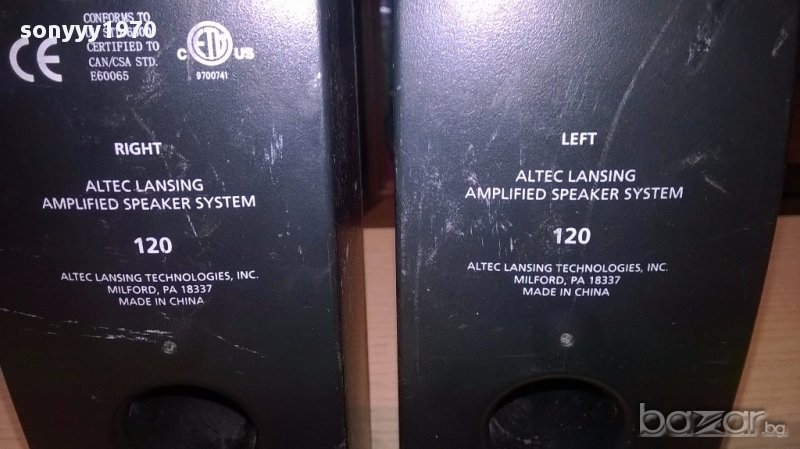 sonyyy1970
CONFORMS TO
CERTIFIED TO
CAN/CSA STD.
E60065
CE
C ETL US
9700741
RIGHT
ALTEC LANSING
AMPLIFIED SPEAKER SYSTEM
120
ALTEC LANSING TECHNOLOGIES, INC.
MILFORD, PA 18337
MADE IN CHINA
LEFT
ALTEC LANSING
AMPLIFIED SPEAKER SYSTEM
120
ALTEC LANSING TECHNOLOGIES, INC.
MILFORD, PA 18337
MADE IN CHINA
bazar.bg